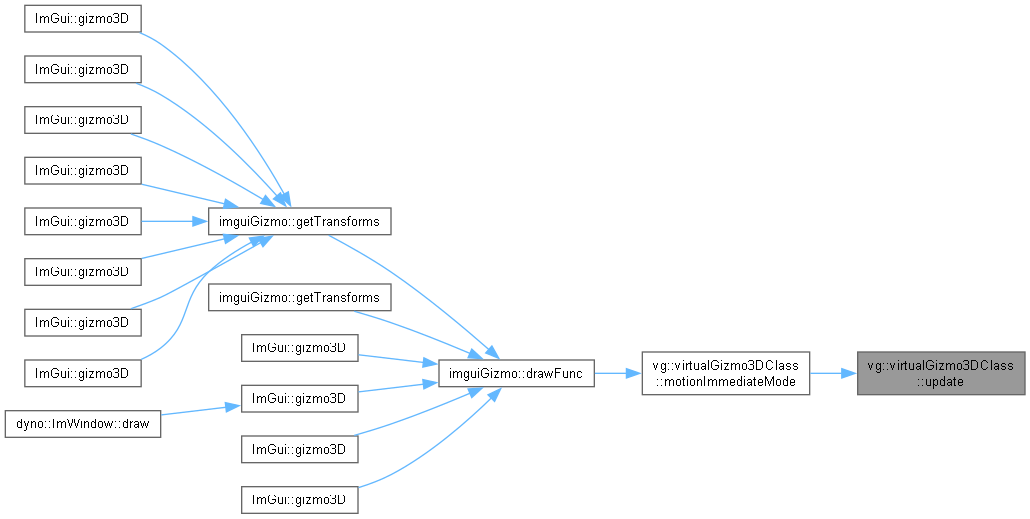 ImGui::gizmo3D
ImGui::gizmo3D
ImGui::gizmo3D
ImGui::gizmo3D
ImGui::gizmo3D
ImGui::gizmo3D
ImGui::gizmo3D
ImGui::gizmo3D
dyno::ImWindow::draw
imguiGizmo::getTransforms
imguiGizmo::getTransforms
ImGui::gizmo3D
ImGui::gizmo3D
ImGui::gizmo3D
ImGui::gizmo3D
imguiGizmo::drawFunc
vg::virtualGizmo3DClass
::motionImmediateMode
vg::virtualGizmo3DClass
::update